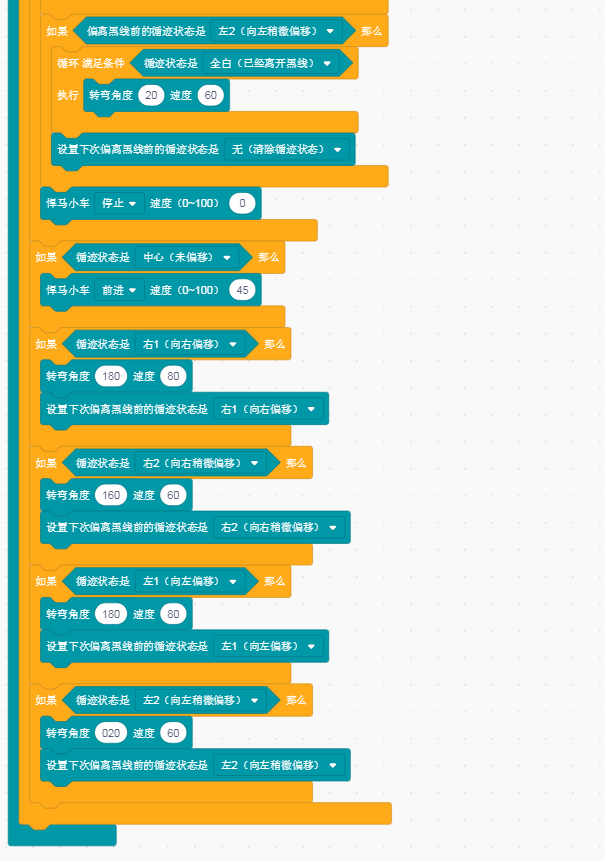 如果 偏离黑线前的循迹状态是 左2（向左稍微偏移） 那么
循环 满足条件 循迹状态是 全白（已经离开黑线）
执行 转弯角度 20 速度 60
设置下次偏离黑线前的循迹状态是 无（清除循迹状态）
悍马小车 停止 速度（0~100） 0
如果 循迹状态是 中心（未偏移） 那么
悍马小车 前进 速度（0~100） 45
如果 循迹状态是 右1（向右偏移） 那么
转弯角度 180 速度 80
设置下次偏离黑线前的循迹状态是 右1（向右偏移）
如果 循迹状态是 右2（向右稍微偏移） 那么
转弯角度 160 速度 60
设置下次偏离黑线前的循迹状态是 右2（向右稍微偏移）
如果 循迹状态是 左1（向左偏移） 那么
转弯角度 180 速度 80
设置下次偏离黑线前的循迹状态是 左1（向左偏移）
如果 循迹状态是 左2（向左稍微偏移） 那么
转弯角度 020 速度 60
设置下次偏离黑线前的循迹状态是 左2（向左稍微偏移）